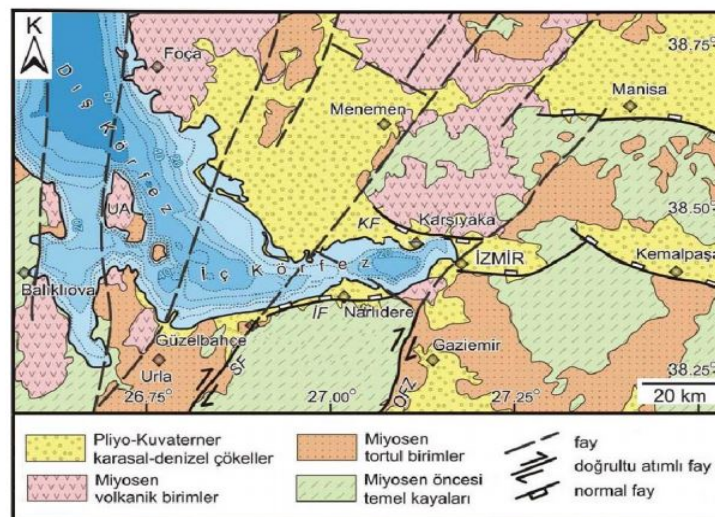 K
Foça
38.75°
Manisa
Menemen
Dış Körfez
UA
38.50°
KF
Karşıyaka
İZMİR
İç Körfez
Kemalpaşa
Balıklıova
İF
Narlıdere
Güzelbahçe
SF
Gaziemir
Urla
OFZ
38.25°
26.75°
27.00°
27.25°
20 km
Pliyo-Kuvaterner
karasal-denizel çökeller
Miyosen
volkanik birimler
Miyosen
tortul birimler
Miyosen öncesi
temel kayaları
fay
doğrultu atımlı fay
normal fay